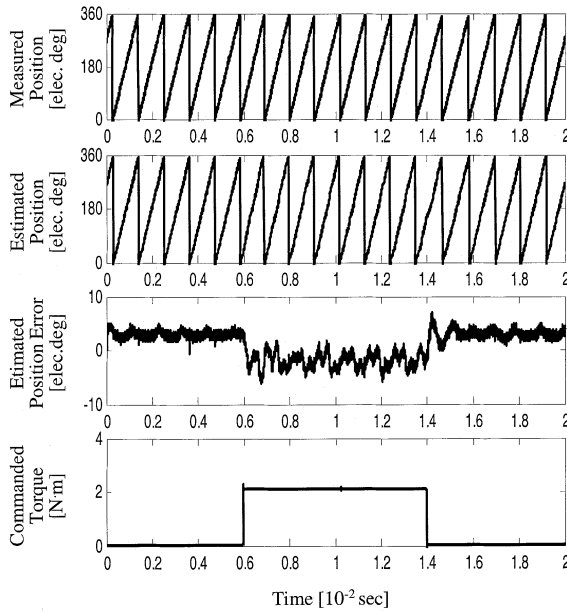 Measured
Position
[elec. deg]
360
180
0
0 0.2 0.4 0.6 0.8 1 1.2 1.4 1.6 1.8 2
Estimated
Position
[elec. deg]
360
180
0
0 0.2 0.4 0.6 0.8 1 1.2 1.4 1.6 1.8 2
Etimated
Position Error
[elec.deg]
10
0
-10
0 0.2 0.4 0.6 0.8 1 1.2 1.4 1.6 1.8 2
Commanded
Torque
[N·m]
4
2
0
0 0.2 0.4 0.6 0.8 1 1.2 1.4 1.6 1.8 2
Time [10⁻² sec]